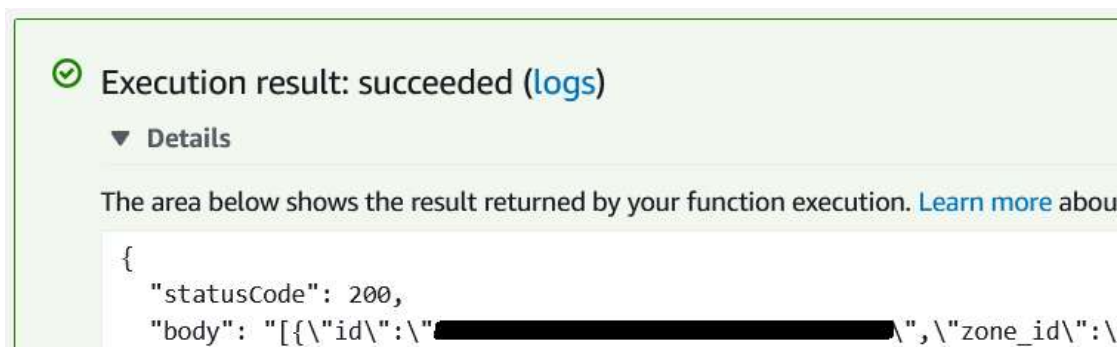 Execution result: succeeded (logs)
Details
The area below shows the result returned by your function execution. Learn more abou
{
"statusCode": 200,
"body": "[{\"id\":\"\",\"zone_id\":\